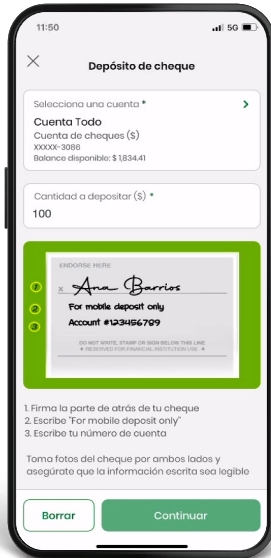 11:50
5G
Depósito de cheque
Selecciona una cuenta *
Cuenta Todo
Cuenta de cheques ($)
XXXXX-3086
Balance disponible: $ 1,834.41
Cantidad a depositar ($) *
100
ENDORSE HERE
1 x Ana Barrios
2 For mobile deposit only
3 Account #123456789
DO NOT WRITE, STAMP OR SIGN BELOW THIS LINE
★ RESERVED FOR FINANCIAL INSTITUTION USE ★
1. Firma la parte de atrás de tu cheque
2. Escribe "For mobile deposit only"
3. Escribe tu número de cuenta
Toma fotos del cheque por ambos lados y
asegúrate que la información escrita sea legible
Borrar
Continuar